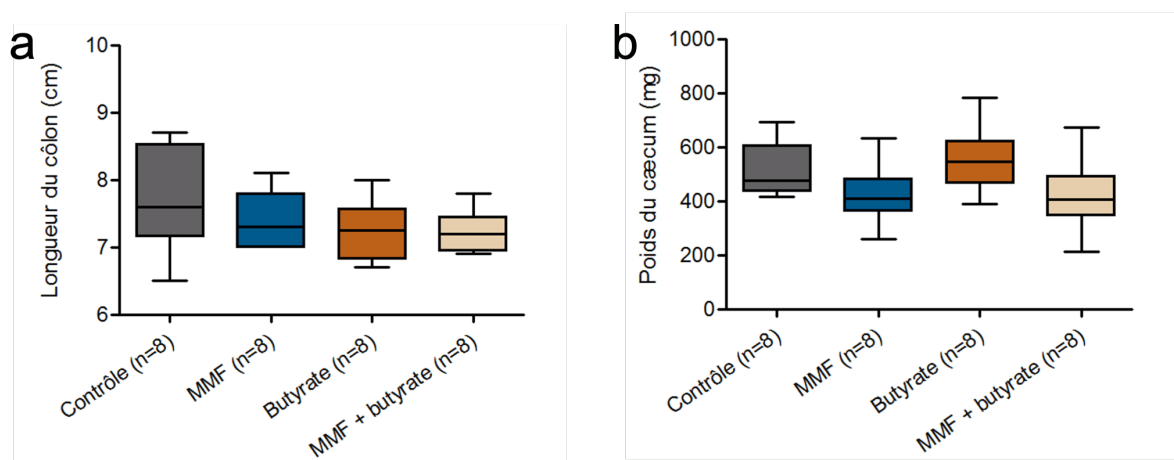 a
Longueur du côlon (cm)
10
9
8
7
6
Contrôle (n=8)
MMF (n=8)
Butyrate (n=8)
MMF + butyrate (n=8)
b
Poids du cæcum (mg)
1000
800
600
400
200
0
Contrôle (n=8)
MMF (n=8)
Butyrate (n=8)
MMF + butyrate (n=8)